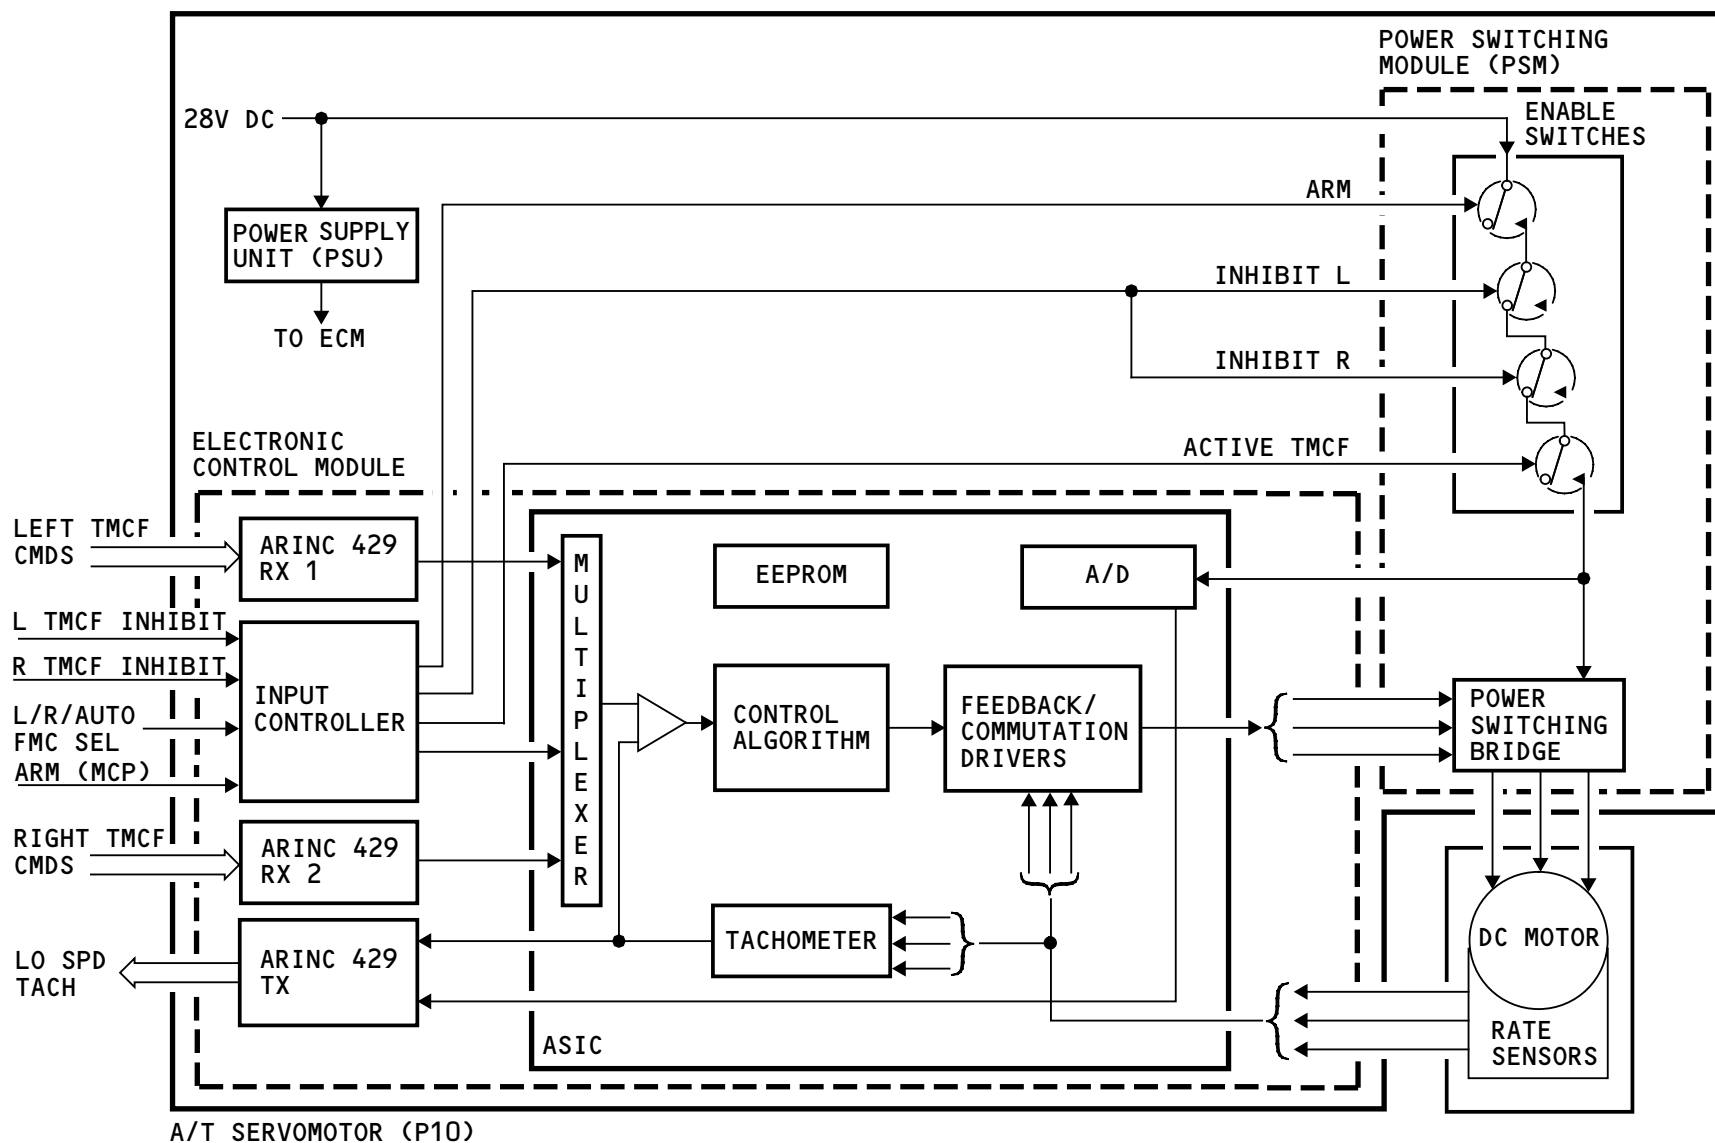 POWER SWITCHING
MODULE (PSM)
28V DC
ENABLE
SWITCHES
ARM
POWER SUPPLY
UNIT (PSU)
INHIBIT L
TO ECM
INHIBIT R
ELECTRONIC
CONTROL MODULE
ACTIVE TMCF
LEFT TMCF
CMDS
ARINC 429
RX 1
MULTIPLEXER
EEPROM
A/D
L TMCF INHIBIT
R TMCF INHIBIT
L/R/AUTO
FMC SEL
ARM (MCP)
INPUT
CONTROLLER
CONTROL
ALGORITHM
FEEDBACK/
COMMUTATION
DRIVERS
POWER
SWITCHING
BRIDGE
RIGHT TMCF
CMDS
ARINC 429
RX 2
LO SPD
TACH
ARINC 429
TX
TACHOMETER
DC MOTOR
RATE
SENSORS
ASIC
A/T SERVOMOTOR (P10)